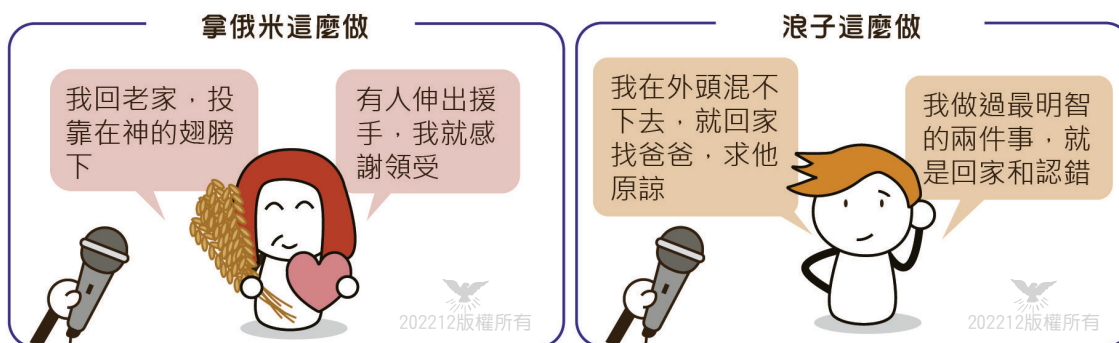 拿俄米這麼做
我回老家，投
靠在神的翅膀
下
有人伸出援
手，我就感
謝領受
202212版權所有
浪子這麼做
我在外頭混不
下去，就回家
找爸爸，求他
原諒
我做過最明智
的兩件事，就
是回家和認錯
202212版權所有